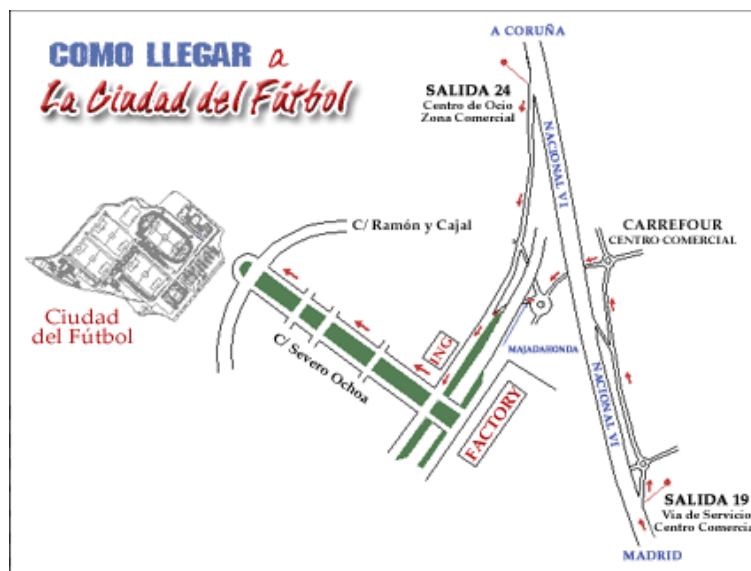 COMO LLEGAR a
La Ciudad del Fútbol
A CORUÑA
SALIDA 24
Centro de Ocio
Zona Comercial
NACIONAL VI
C/ Ramón y Cajal
CARREFOUR
CENTRO COMERCIAL
Ciudad
del Fútbol
ING
MAJADAHONDA
C/ Severo Ochoa
FACTORY
NACIONAL VI
SALIDA 19
Via de Servicio
Centro Comercia
MADRID